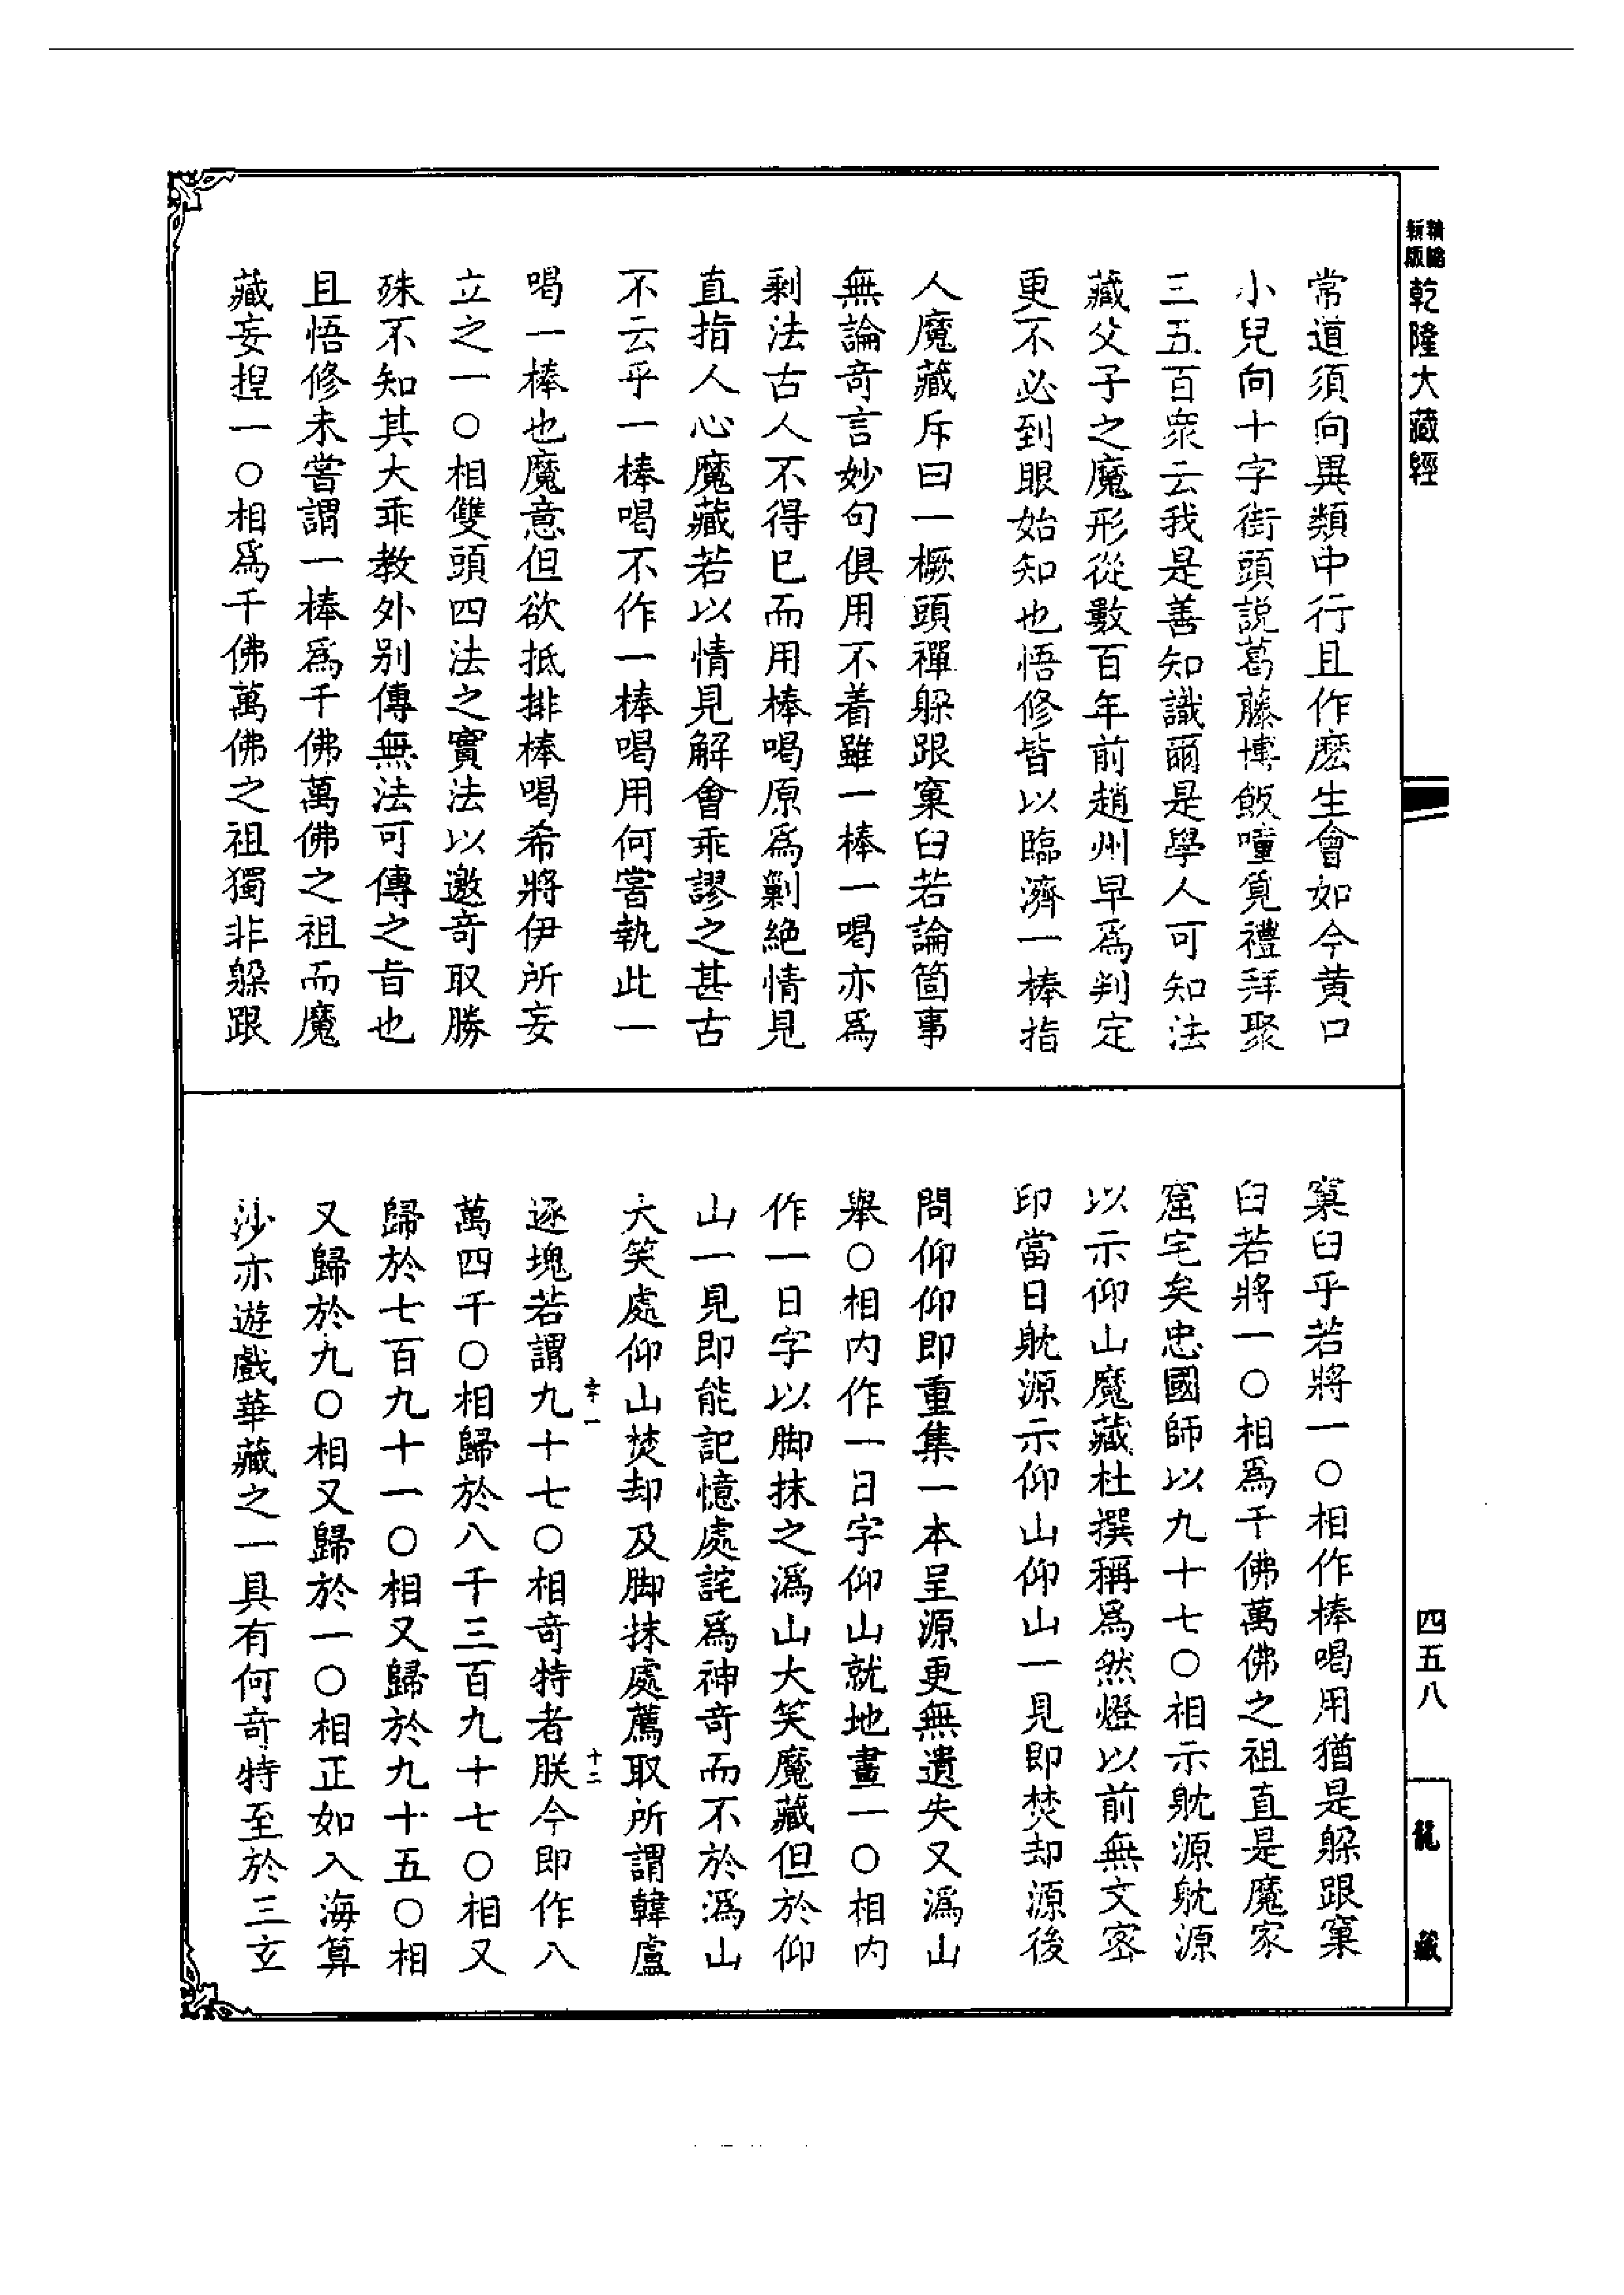 新版
精縮
乾隆大藏經
常道須向異類中行且作麽生會如今黄口
小兒向十字街頭説葛藤博飯噇覓禮拜聚
三五百衆云我是善知識爾是學人可知法
藏父子之魔形從數百年前趙州早爲判定
更不必到眼始知也悟修皆以臨濟一棒指
人魔藏斥曰一橛頭禪躲跟窠臼若論箇事
無論奇言妙句俱用不着雖一棒一喝亦爲
剩法古人不得已而用棒喝原爲剿絶情見
直指人心魔藏若以情見解會乖謬之甚古
不云乎一棒喝不作一棒喝用何嘗執此一
喝一棒也魔意但欲抵排棒喝希將伊所妄
立之一〇相雙頭四法之實法以邀奇取勝
殊不知其大乖教外别傳無法可傳之旨也
且悟修未嘗謂一棒爲千佛萬佛之祖而魔
藏妄揑一〇相爲千佛萬佛之祖獨非躲跟
窠臼乎若將一〇相作棒喝用猶是躲跟窠
臼若將一〇相爲千佛萬佛之祖直是魔家
窟宅矣忠國師以九十七〇相示躭源躭源
以示仰山魔藏杜撰稱爲然燈以前無文密
印當日躭源示仰山仰山一見即焚却源後
問仰仰即重集一本呈源更無遺失又溈山
舉〇相内作一日字仰山就地畫一〇相内
作一日字以脚抹之溈山大笑魔藏但於仰
山一見即能記憶處詫爲神奇而不於溈山
大笑處仰山焚却及脚抹處薦取所謂韓盧
逐塊若謂九十七〇相奇特者朕今即作八
萬四千〇相歸於八千三百九十七〇相又
歸於七百九十一〇相又歸於九十五〇相
又歸於九〇相又歸於一〇相正如入海算
沙亦遊戲華藏之一具有何奇特至於三玄
十二
四五八
龍藏